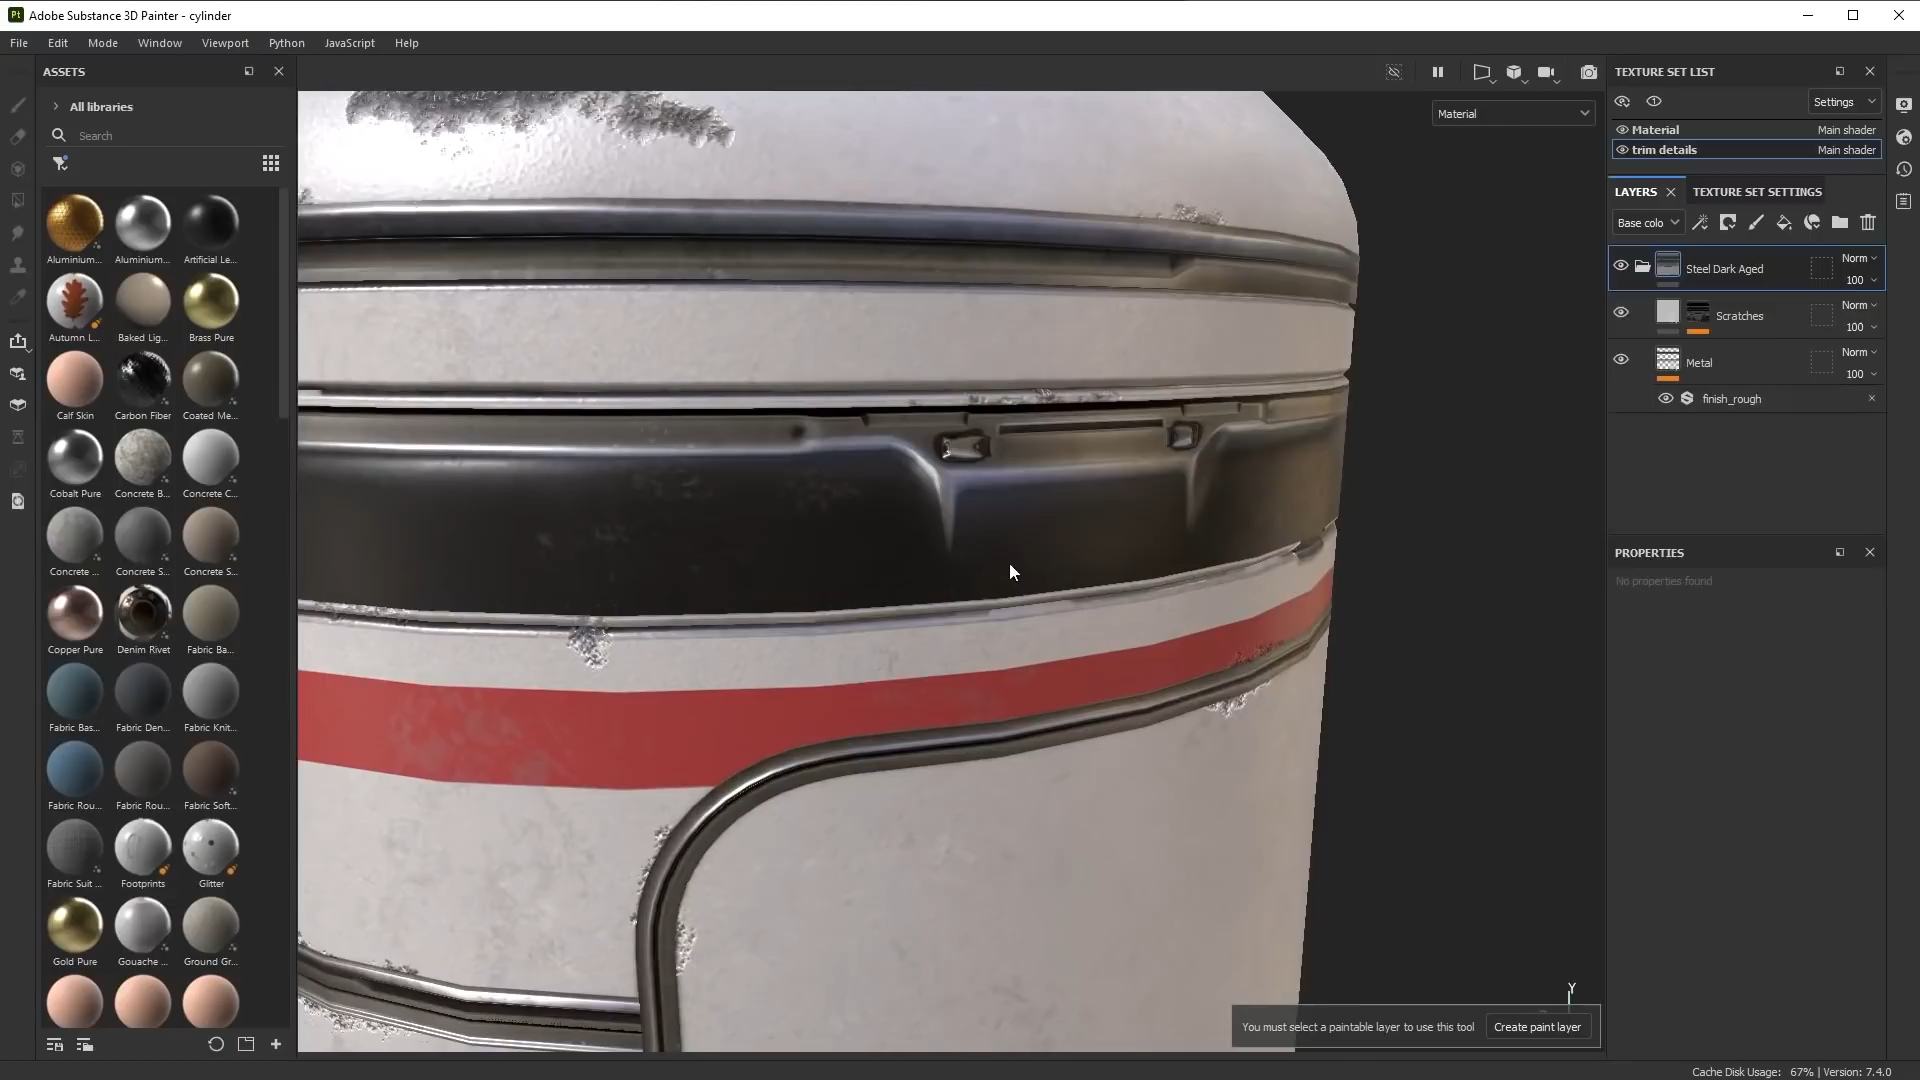 Pt Adobe Substance 3D Painter - cylinder
File Edit Mode Window Viewport Python JavaScript Help
ASSETS
All libraries
Search
Aluminium... Aluminium... Artificial Le...
Autumn L... Baked Lig... Brass Pure
Calf Skin Carbon Fiber Coated Me...
Cobalt Pure Concrete B... Concrete C...
Concrete ... Concrete S... Concrete S...
Copper Pure Denim Rivet Fabric Ba...
Fabric Bas... Fabric Den... Fabric Knit...
Fabric Rou... Fabric Rou... Fabric Soft...
Fabric Suit ... Footprints Glitter
Gold Pure Gouache ... Ground Gr...
Material
Y
You must select a paintable layer to use this tool Create paint layer
TEXTURE SET LIST
Settings
Material Main shader
trim details Main shader
LAYERS TEXTURE SET SETTINGS
Base colo
Steel Dark Aged Norm
100
Scratches Norm
100
Metal Norm
100
finish_rough
PROPERTIES
No properties found
Cache Disk Usage: 67% | Version: 7.4.0